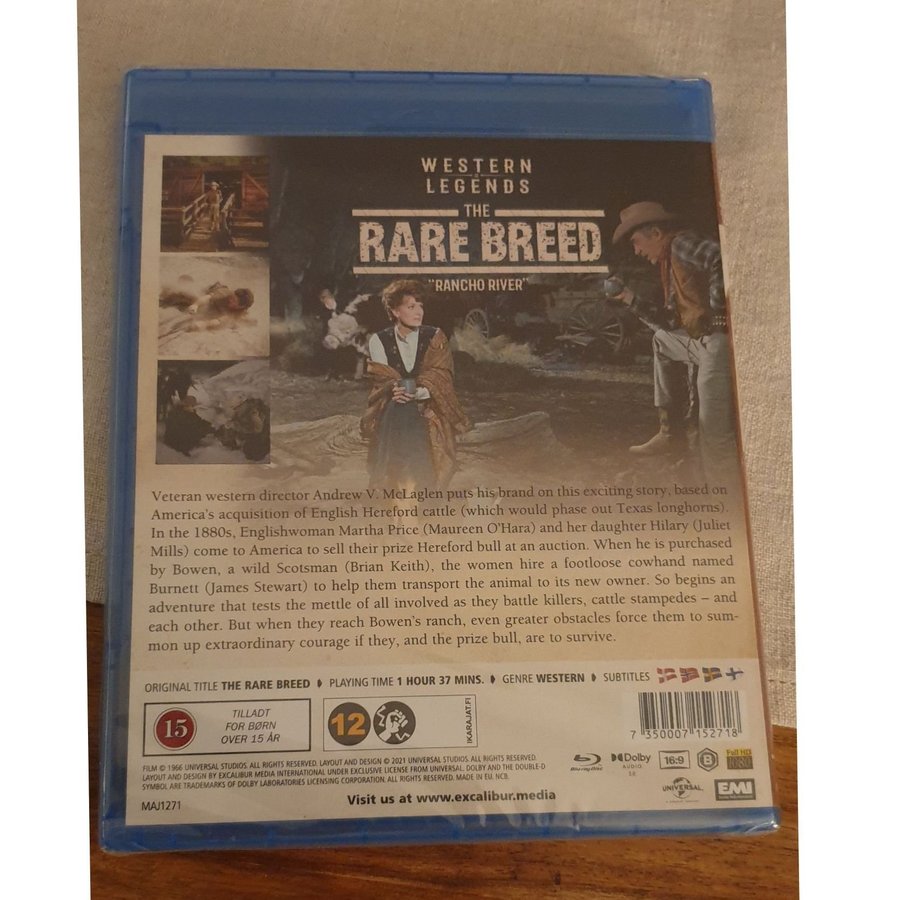 WESTERN
LEGENDS
THE
RARE BREED
"RANCHO RIVER"
Veteran western director Andrew V. McLaglen puts his brand on this exciting story, based on
America's acquisition of English Hereford cattle (which would phase out Texas longhorns).
In the 1880s, Englishwoman Martha Price (Maureen O'Hara) and her daughter Hilary (Juliet
Mills) come to America to sell their prize Hereford bull at an auction. When he is purchased
by Bowen, a wild Scotsman (Brian Keith), the women hire a footloose cowhand named
Burnett (James Stewart) to help them transport the animal to its new owner. So begins an
adventure that tests the mettle of all involved as they battle killers, cattle stampedes – and
each other. But when they reach Bowen's ranch, even greater obstacles force them to sum-
mon up extraordinary courage if they, and the prize bull, are to survive.
ORIGINAL TITLE THE RARE BREED PLAYING TIME 1 HOUR 37 MINS. GENRE WESTERN SUBTITLES
15
TILLADT
FOR BØRN
OVER 15 ÅR
12
IKARAJAT.FI
7 350007 152718
FILM © 1966 UNIVERSAL STUDIOS. ALL RIGHTS RESERVED. LAYOUT AND DESIGN © 2021 UNIVERSAL STUDIOS. ALL RIGHTS RESERVED.
LAYOUT AND DESIGN BY EXCALIBUR MEDIA INTERNATIONAL UNDER EXCLUSIVE LICENSE FROM UNIVERSAL. DOLBY AND THE DOUBLE-D
SYMBOL ARE TRADEMARKS OF DOLBY LABORATORIES LICENSING CORPORATION. MADE IN EU. NCB.
Blu-ray Disc
Dolby
AUDIO
16:9
B
Full HD
1080
UNIVERSAL
EMI
MAJ1271
Visit us at www.excalibur.media